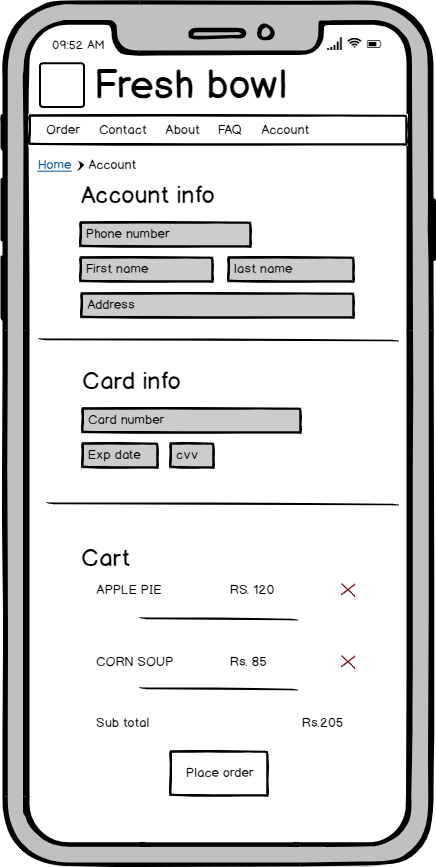 09:52 AM
Fresh bowl
Order Contact About FAQ Account
Home Account
Account info
Phone number
First name last name
Address
Card info
Card number
Exp date cvv
Cart
APPLE PIE RS. 120
CORN SOUP Rs. 85
Sub total Rs.205
Place order